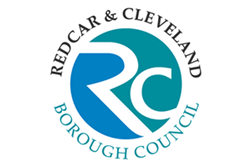 REDCAR & CLEVELAND
RC
BOROUGH COUNCIL